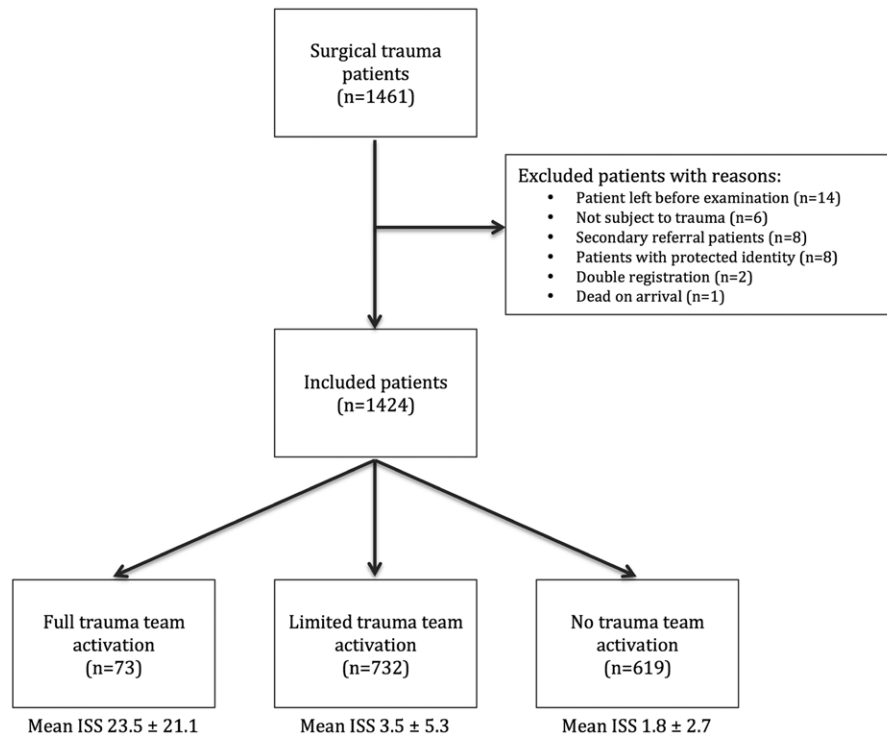 Surgical trauma
patients
(n=1461)
Excluded patients with reasons:
• Patient left before examination (n=14)
• Not subject to trauma (n=6)
• Secondary referral patients (n=8)
• Patients with protected identity (n=8)
• Double registration (n=2)
• Dead on arrival (n=1)
Included patients
(n=1424)
Full trauma team
activation
(n=73)
Limited trauma team
activation
(n=732)
No trauma team
activation
(n=619)
Mean ISS 23.5 ± 21.1
Mean ISS 3.5 ± 5.3
Mean ISS 1.8 ± 2.7